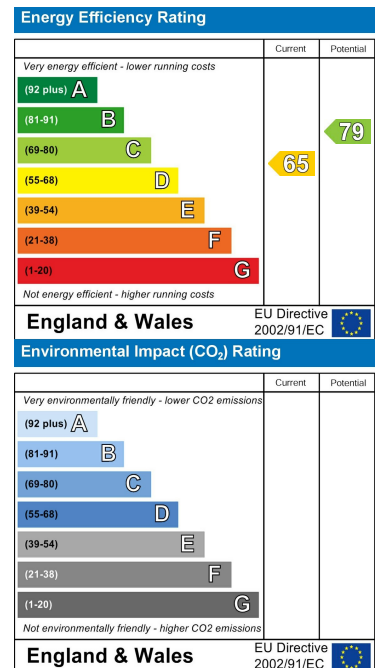 Energy Efficiency Rating
Current Potential
Very energy efficient - lower running costs
(92 plus) A
(81-91) B
(69-80) C
(55-68) D
(39-54) E
(21-38) F
(1-20) G
65
79
Not energy efficient - higher running costs
England & Wales
EU Directive
2002/91/EC
Environmental Impact (CO₂) Rating
Current Potential
Very environmentally friendly - lower CO2 emissions
(92 plus) A
(81-91) B
(69-80) C
(55-68) D
(39-54) E
(21-38) F
(1-20) G
Not environmentally friendly - higher CO2 emissions
England & Wales
EU Directive
2002/91/EC